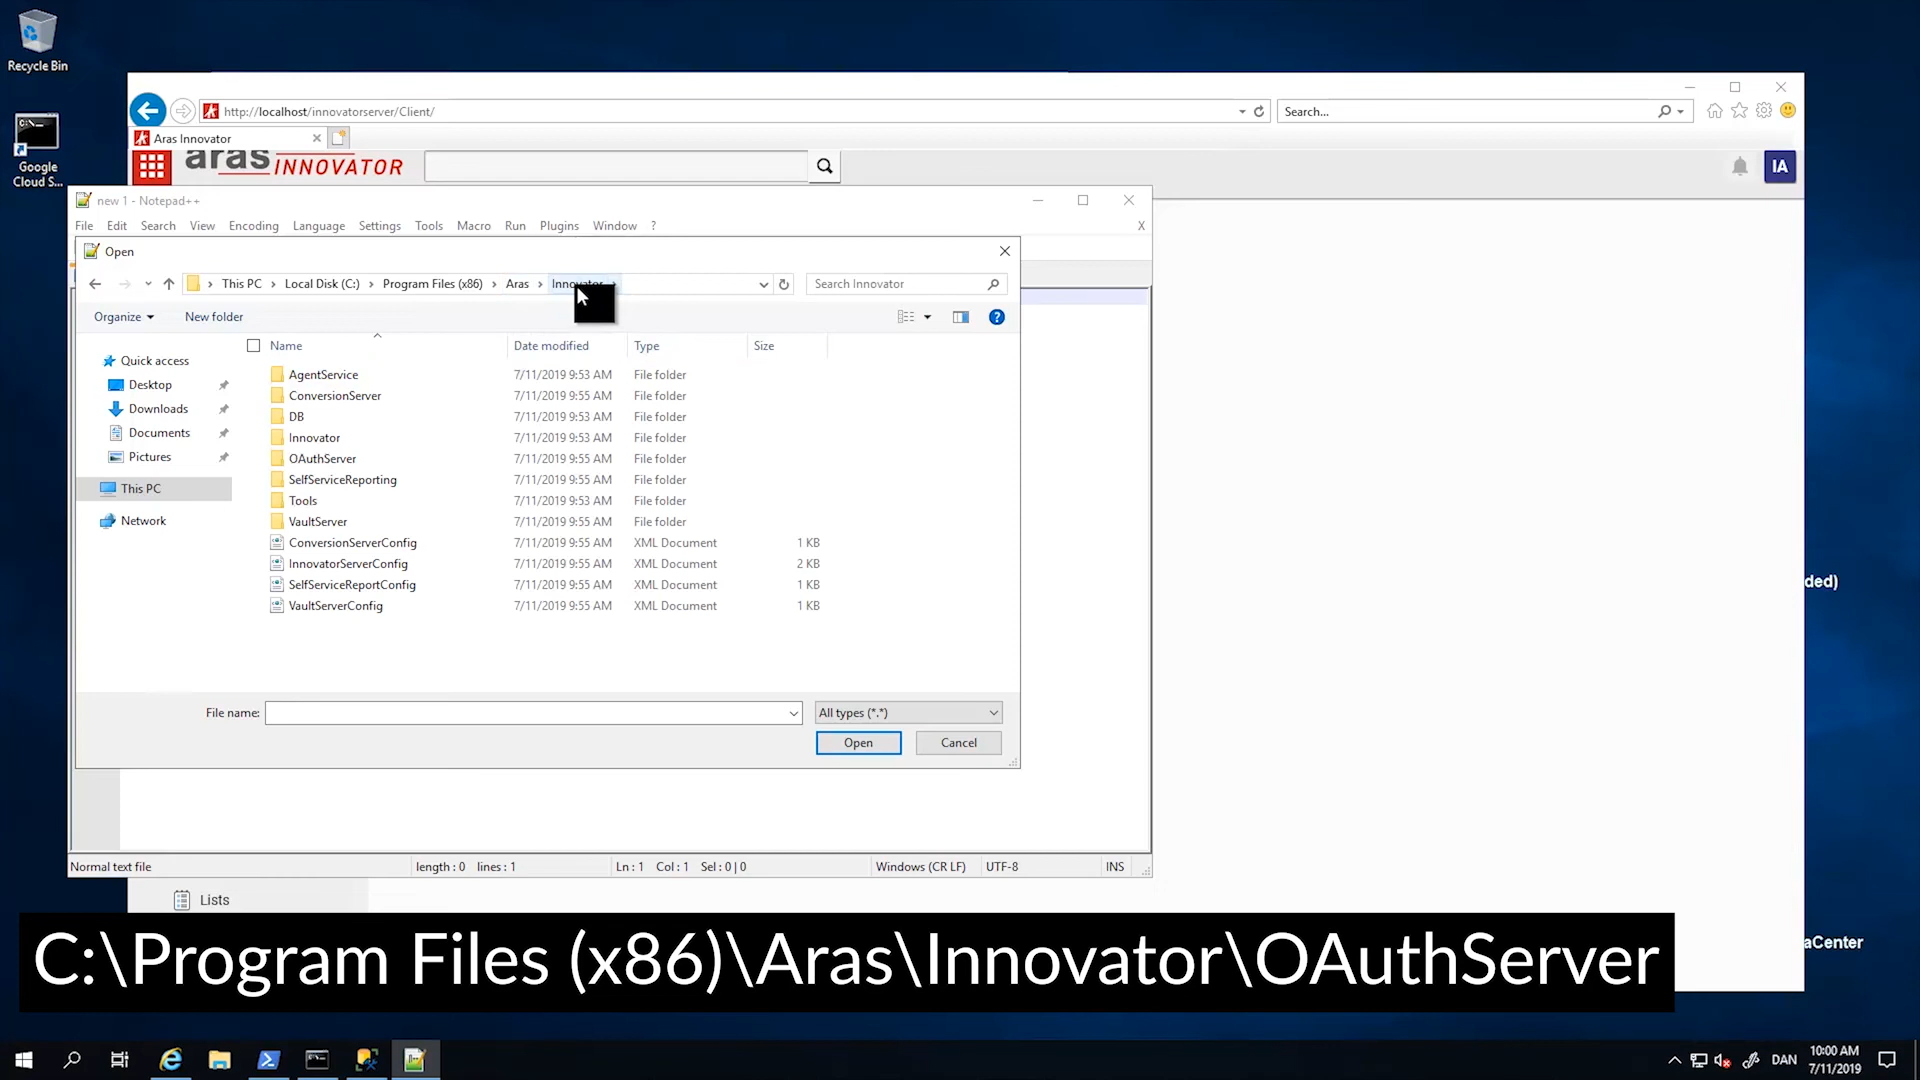 Recycle Bin
Google
Cloud S...
http://localhost/innovatorserver/Client/
Search...
Aras Innovator
aras INNOVATOR
IA
new 1 - Notepad++
File Edit Search View Encoding Language Settings Tools Macro Run Plugins Window ? X
Open
This PC Local Disk (C:) Program Files (x86) Aras
Search Innovator
Organize New folder
Name Date modified Type Size
Quick access
Desktop
Downloads
Documents
Pictures
This PC
Network
AgentService 7/11/2019 9:53 AM File folder
ConversionServer 7/11/2019 9:55 AM File folder
DB 7/11/2019 9:53 AM File folder
Innovator 7/11/2019 9:53 AM File folder
OAuthServer 7/11/2019 9:55 AM File folder
SelfServiceReporting 7/11/2019 9:55 AM File folder
Tools 7/11/2019 9:53 AM File folder
VaultServer 7/11/2019 9:55 AM File folder
ConversionServerConfig 7/11/2019 9:55 AM XML Document 1 KB
InnovatorServerConfig 7/11/2019 9:55 AM XML Document 2 KB
SelfServiceReportConfig 7/11/2019 9:55 AM XML Document 1 KB
VaultServerConfig 7/11/2019 9:55 AM XML Document 1 KB
File name:
All types (*.*)
Open Cancel
ded)
Normal text file length : 0 lines : 1 Ln : 1 Col : 1 Sel : 0 | 0 Windows (CR LF) UTF-8 INS
Lists
aCenter
C:\Program Files (x86)\Aras\Innovator\OAuthServer
DAN
10:00 AM
7/11/2019